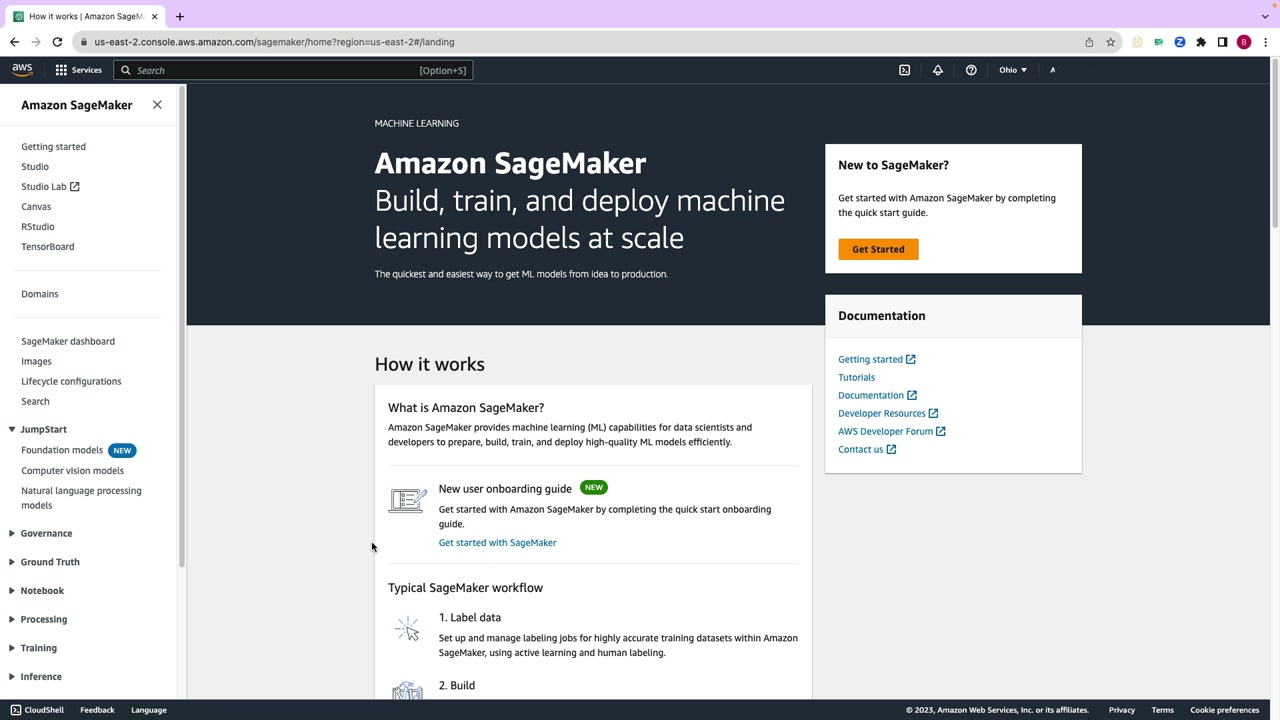 How it works | Amazon SageM
us-east-2.console.aws.amazon.com/sagemaker/home?region=us-east-2#/landing
B
aws
Services
Search
[Option+S]
Ohio
A
Amazon SageMaker
Getting started
Studio
Studio Lab
Canvas
RStudio
TensorBoard
Domains
SageMaker dashboard
Images
Lifecycle configurations
Search
JumpStart
Foundation models NEW
Computer vision models
Natural language processing
models
Governance
Ground Truth
Notebook
Processing
Training
Inference
MACHINE LEARNING
Amazon SageMaker
Build, train, and deploy machine
learning models at scale
The quickest and easiest way to get ML models from idea to production.
New to SageMaker?
Get started with Amazon SageMaker by completing
the quick start guide.
Get Started
Documentation
Getting started
Tutorials
Documentation
Developer Resources
AWS Developer Forum
Contact us
How it works
What is Amazon SageMaker?
Amazon SageMaker provides machine learning (ML) capabilities for data scientists and
developers to prepare, build, train, and deploy high-quality ML models efficiently.
New user onboarding guide NEW
Get started with Amazon SageMaker by completing the quick start onboarding
guide.
Get started with SageMaker
Typical SageMaker workflow
1. Label data
Set up and manage labeling jobs for highly accurate training datasets within Amazon
SageMaker, using active learning and human labeling.
2. Build
CloudShell
Feedback
Language
© 2023, Amazon Web Services, Inc. or its affiliates.
Privacy
Terms
Cookie preferences